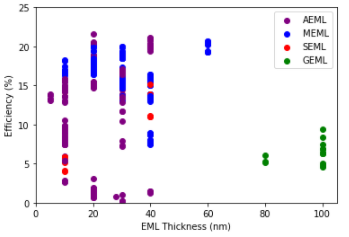 25
20
15
10
5
0
Efficiency (%)
0 20 40 60 80 100
EML Thickness (nm)
AEML
MEML
SEML
GEML